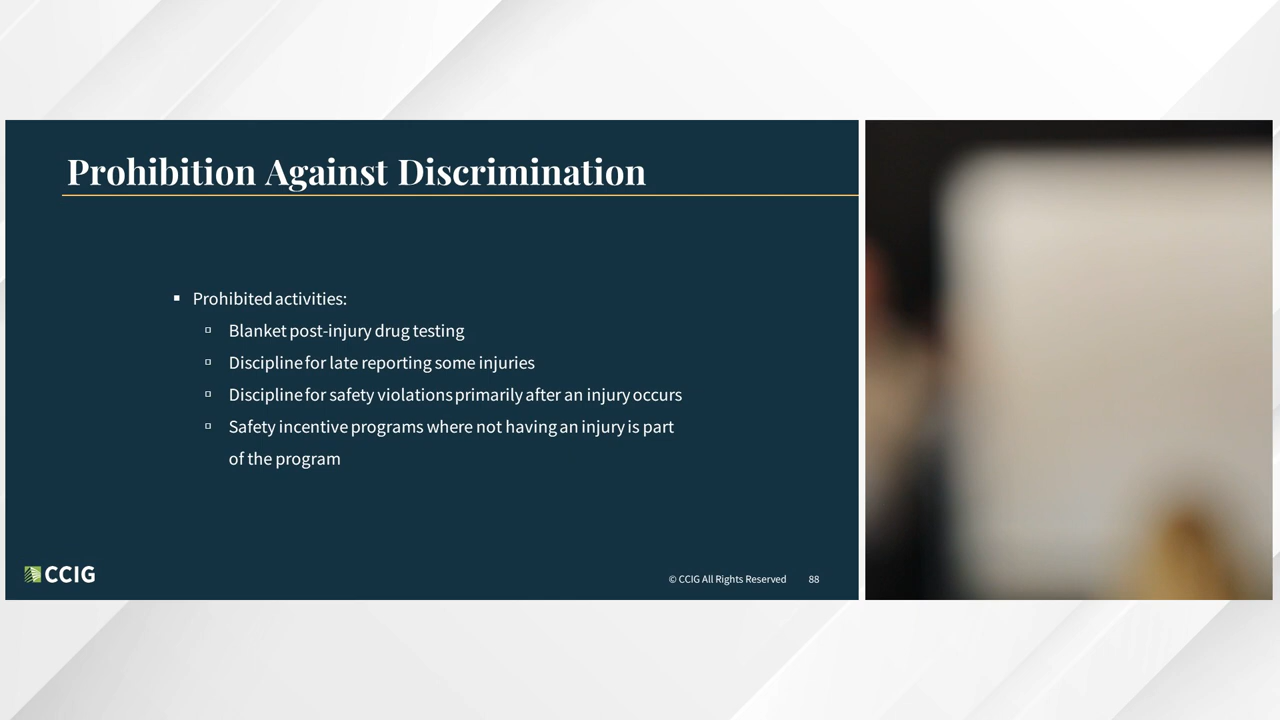 Prohibition Against Discrimination
Prohibited activities:
Blanket post-injury drug testing
Discipline for late reporting some injuries
Discipline for safety violations primarily after an injury occurs
Safety incentive programs where not having an injury is part
of the program
CCIG
© CCIG All Rights Reserved 88